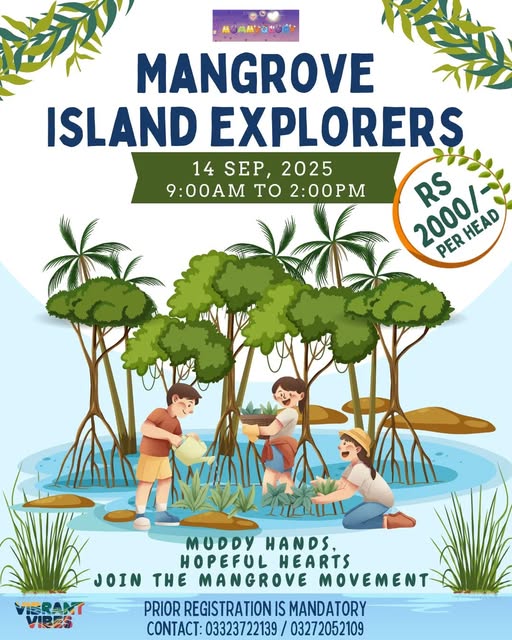 MANGROVE
ISLAND EXPLORERS
14 SEP, 2025
9:00AM TO 2:00PM
RS
2000/-
PER HEAD
MUDDY HANDS,
HOPEFUL HEARTS
JOIN THE MANGROVE MOVEMENT
VIBRANT
VIBES
PRIOR REGISTRATION IS MANDATORY
CONTACT: 03323722139 / 03272052109